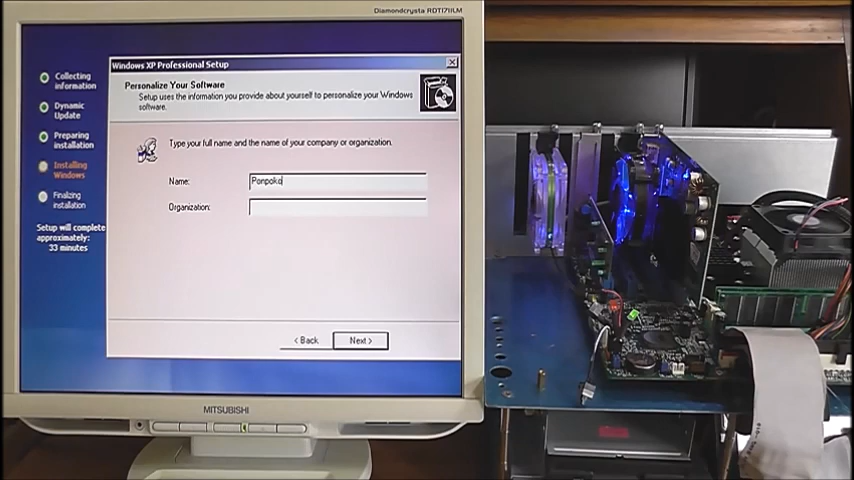 Diamondcrysta RDT1711LM
Windows XP Professional Setup
Collecting
information
Dynamic
Update
Preparing
installation
Installing
Windows
Finalizing
installation
Setup will complete
approximately:
33 minutes
Personalize Your Software
Setup uses the information you provide about yourself to personalize your Windows
software.
Type your full name and the name of your company or organization.
Name:
Ponpoko
Organization:
< Back
Next >
MITSUBISHI